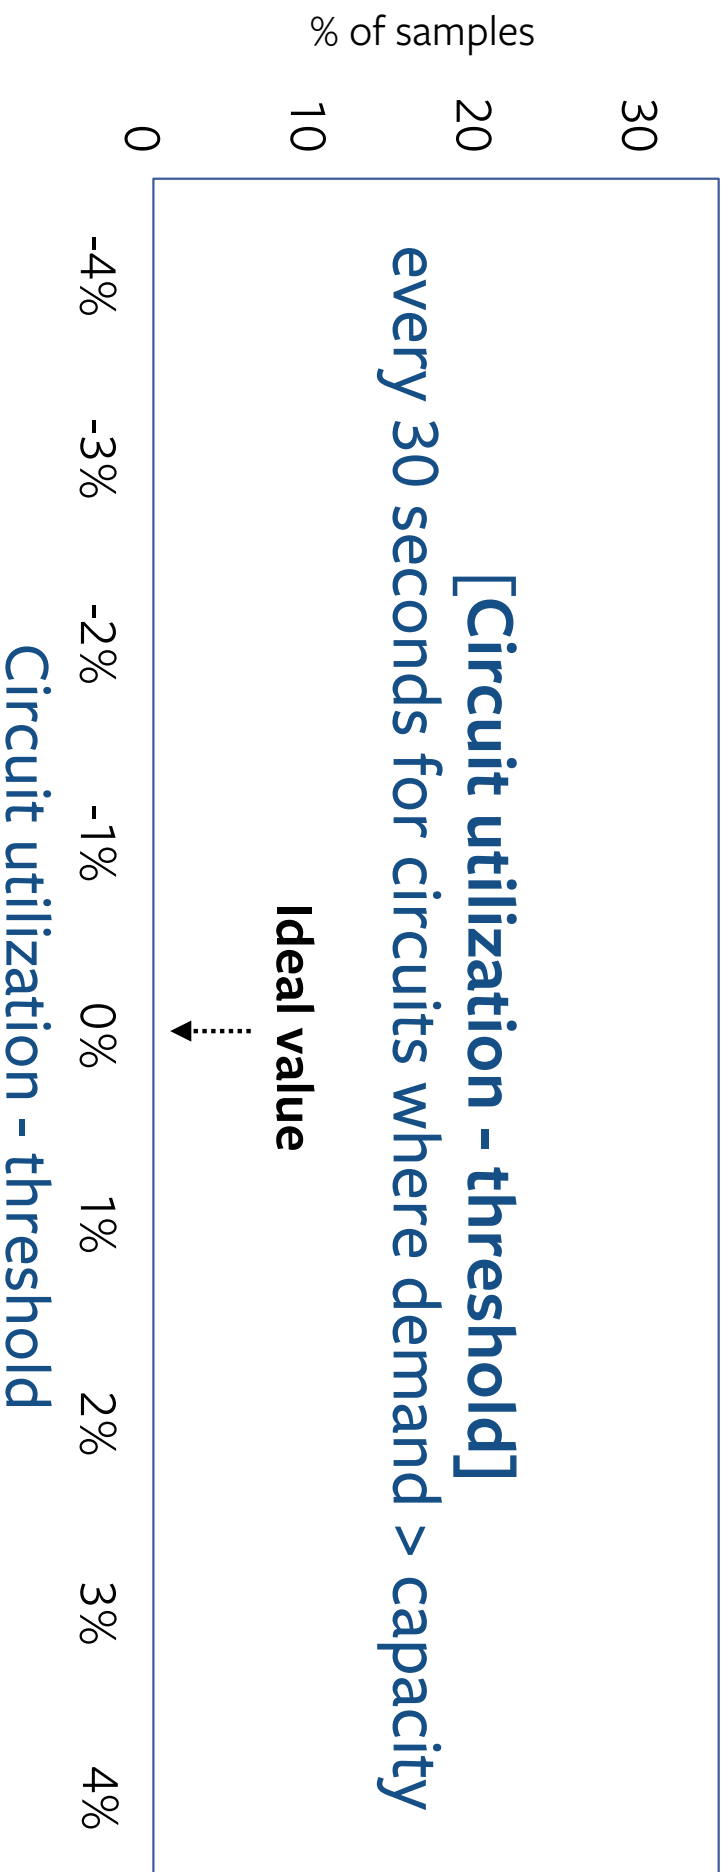 % of samples
30
20
10
0
[Circuit utilization - threshold]
every 30 seconds for circuits where demand > capacity
Ideal value
-4%
-3%
-2%
-1%
0%
1%
2%
3%
4%
Circuit utilization - threshold